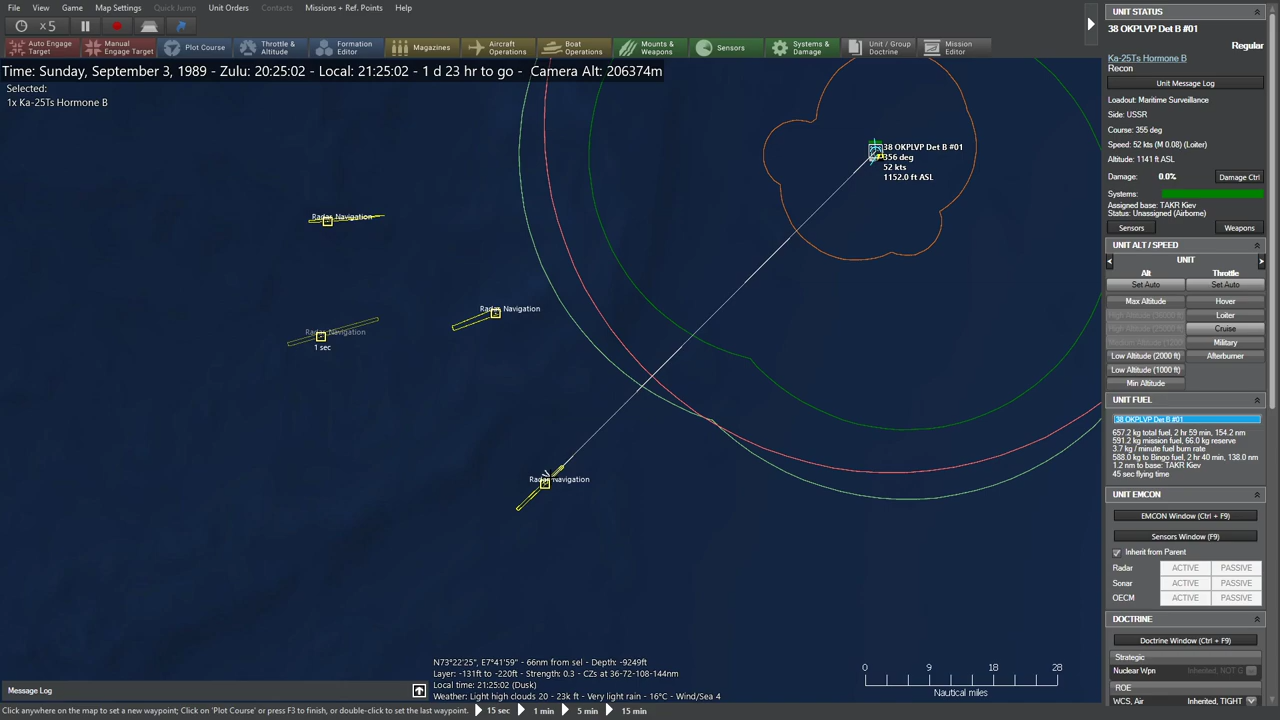 File View Game Map Settings Quick Jump Unit Orders Contacts Missions + Ref. Points Help
x 5
Auto Engage Target
Manual Engage Target
Plot Course
Throttle & Altitude
Formation Editor
Magazines
Aircraft Operations
Boat Operations
Mounts & Weapons
Sensors
Systems & Damage
Unit / Group Doctrine
Mission Editor
Time: Sunday, September 3, 1989 - Zulu: 20:25:02 - Local: 21:25:02 - 1 d 23 hr to go - Camera Alt: 206374m
Selected:
1x Ka-25Ts Hormone B
38 OKPLVP Det B #01
356 deg
52 kts
1152.0 ft ASL
Radar Navigation
Radar Navigation
Radar Navigation
1 sec
Radar Navigation
N73°22'25", E7°41'59" - 66nm from sel - Depth: -9249ft
Layer: -131ft to -220ft - Strength: 0.3 - CZs at 36-72-108-144nm
Local time: 21:25:02 (Dusk)
Weather: Light high clouds 20 - 23k ft - Very light rain - 16°C - Wind/Sea 4
0 9 18 28
Nautical miles
Message Log
Click anywhere on the map to set a new waypoint; Click on 'Plot Course' or press F3 to finish, or double-click to set the last waypoint.
15 sec 1 min 5 min 15 min
UNIT STATUS
38 OKPLVP Det B #01
Regular
Ka-25Ts Hormone B
Recon
Unit Message Log
Loadout: Maritime Surveillance
Side: USSR
Course: 355 deg
Speed: 52 kts (M 0.08) (Loiter)
Altitude: 1141 ft ASL
Damage: 0.0% Damage Ctrl
Systems:
Assigned base: TAKR Kiev
Status: Unassigned (Airborne)
Sensors Weapons
UNIT ALT / SPEED
UNIT
Alt Throttle
Set Auto Set Auto
Max Altitude Hover
Loiter
Cruise
Military
Low Altitude (2000 ft) Afterburner
Low Altitude (1000 ft)
Min Altitude
UNIT FUEL
38 OKPLVP Det B #01
657.2 kg total fuel, 2 hr 59 min, 154.2 nm
591.2 kg mission fuel, 66.0 kg reserve
3.7 kg / minute fuel burn rate
588.0 kg to Bingo fuel, 2 hr 40 min, 138.0 nm
1.2 nm to base: TAKR Kiev
45 sec flying time
UNIT EMCON
EMCON Window (Ctrl + F9)
Sensors Window (F9)
Inherit from Parent
Radar ACTIVE PASSIVE
Sonar ACTIVE PASSIVE
OECM ACTIVE PASSIVE
DOCTRINE
Doctrine Window (Ctrl + F9)
Strategic
Nuclear Wpn Inherited, NOT G
ROE
WCS, Air Inherited, TIGHT